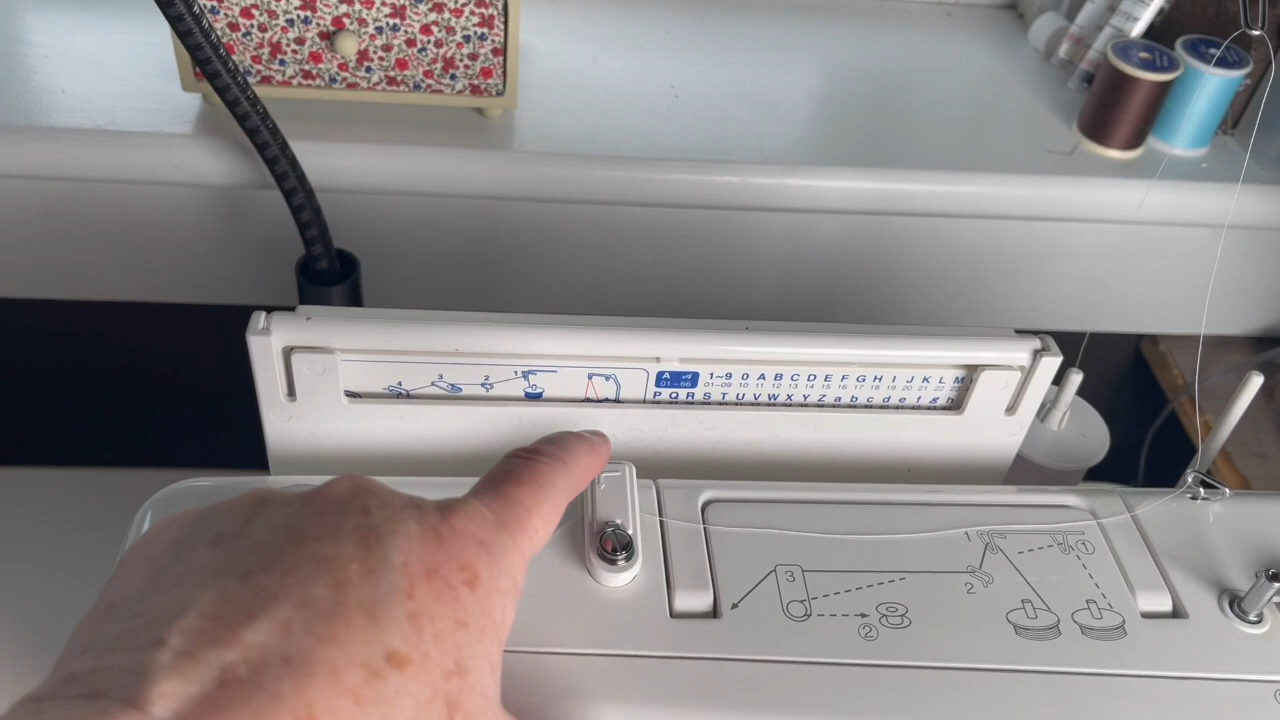 4 3 2 1
A A 1~9 0 A B C D E F G H I J K L M
01~66 01~09 10 11 12 13 14 15 16 17 18 19 20 21 22
P Q R S T U V W X Y Z a b c d e f g h
1 ①
3
2
②